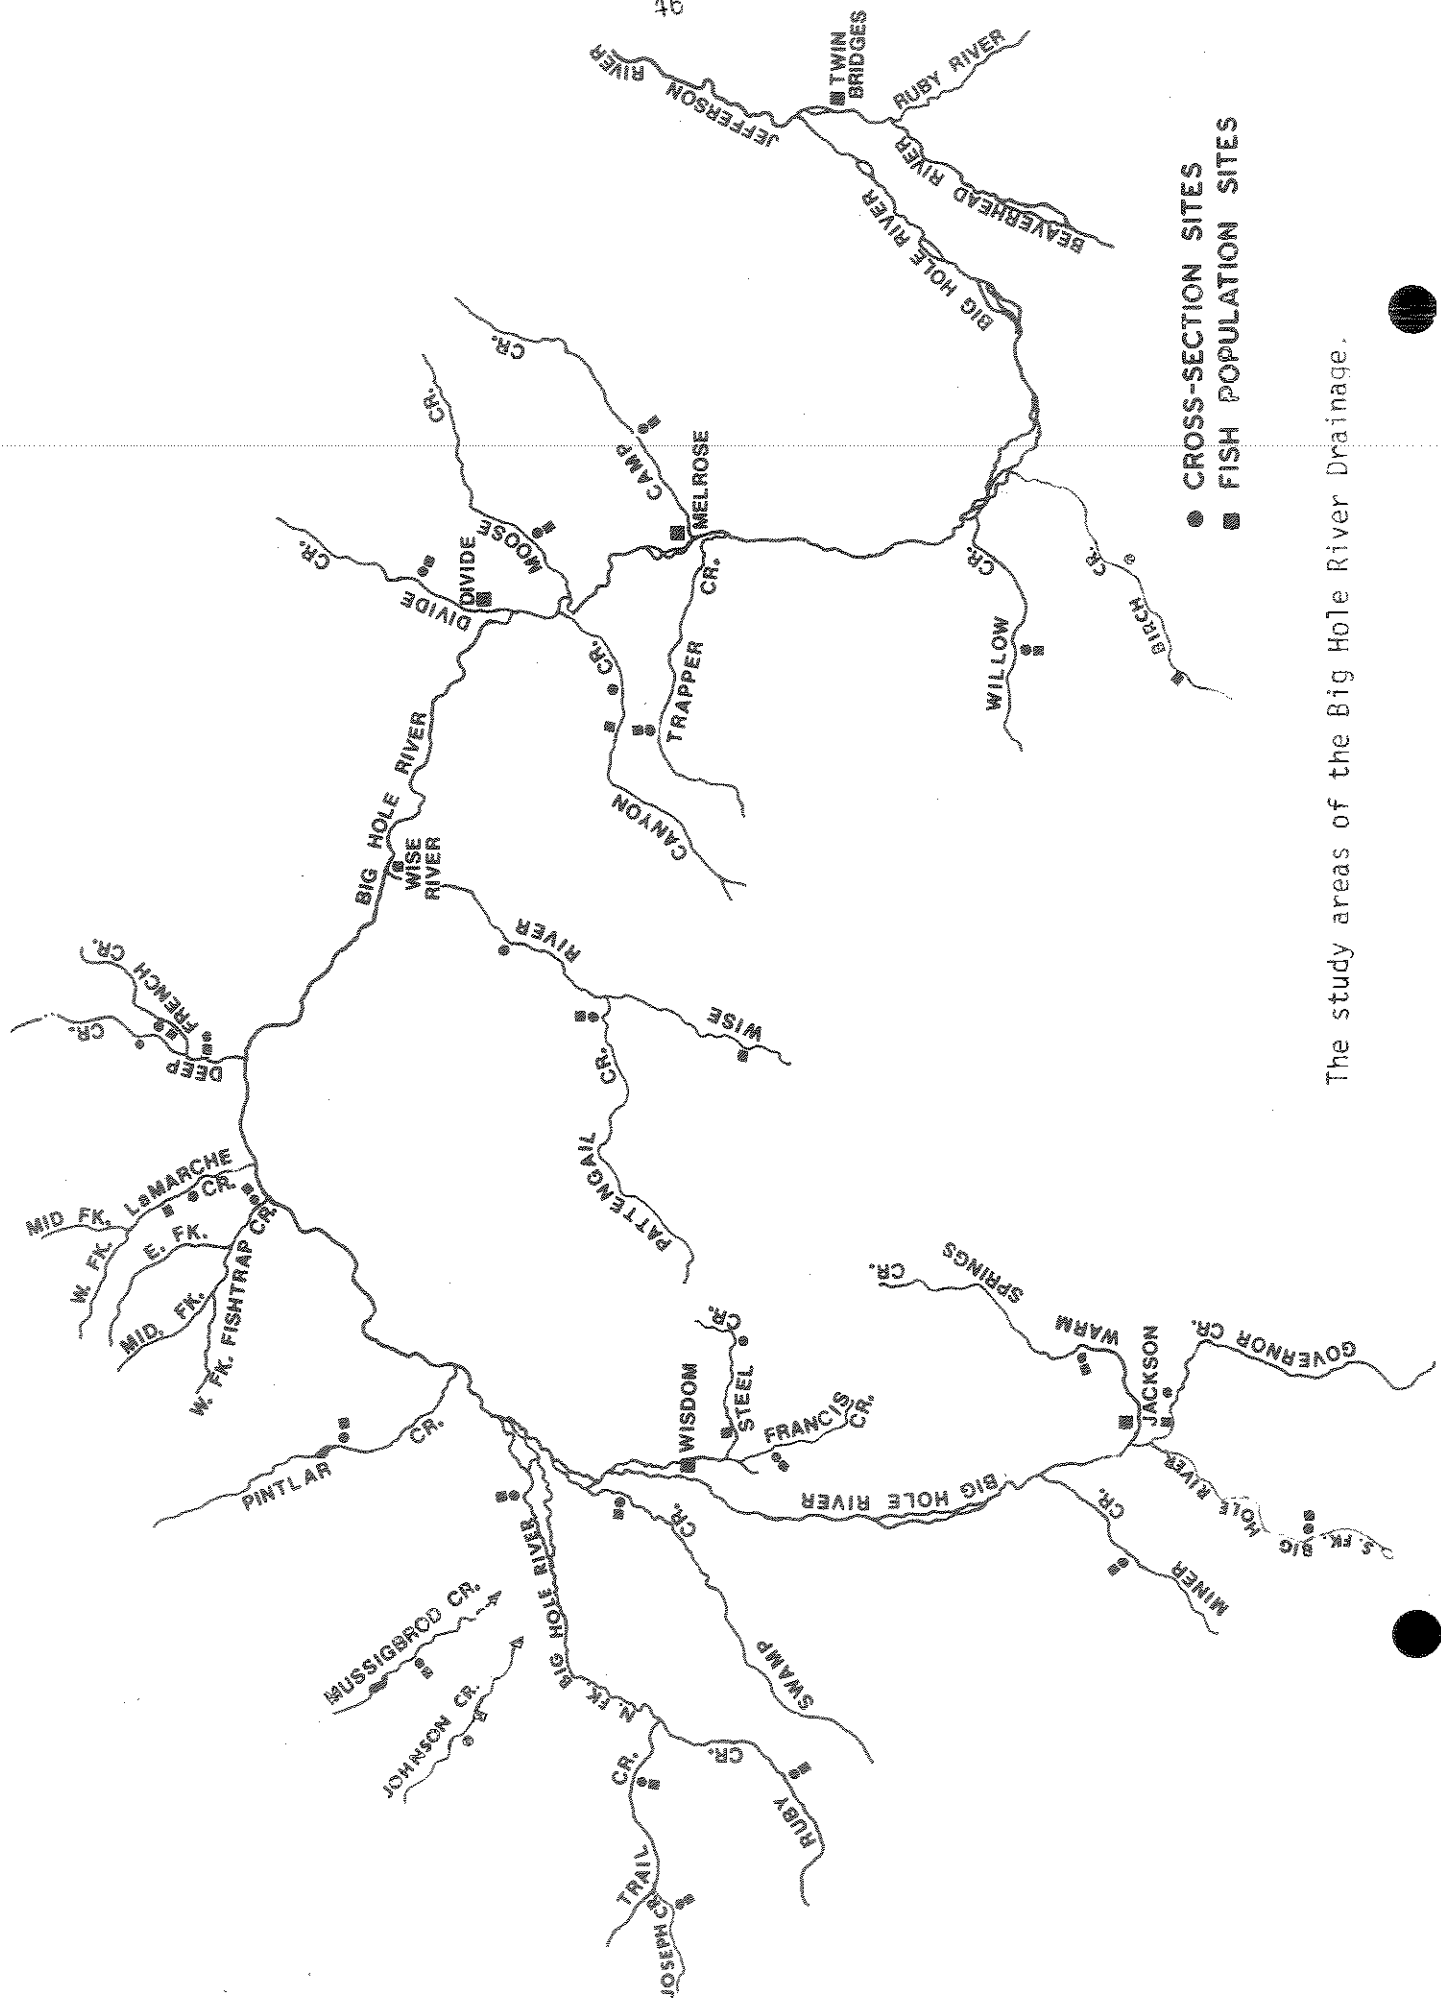 46
JEFFERSON RIVER
TWIN
BRIDGES
RUBY RIVER
BEAVERHEAD RIVER
BIG HOLE RIVER
CAMP CR.
MOOSE CR.
DIVIDE CR.
DIVIDE
MELROSE
CANYON CR.
TRAPPER CR.
WILLOW CR.
BIRCH CR.
BIG HOLE RIVER
WISE
RIVER
WISE RIVER
PATTENGAIL CR.
FRENCH CR.
DEEP CR.
LaMARCHE CR.
MID FK.
W. FK.
E. FK.
MID. FK.
W. FK. FISHTRAP CR.
PINTLAR CR.
MUSSIGBROD CR.
JOHNSON CR.
N. FK. BIG HOLE RIVER
TRAIL CR.
JOSEPH CR.
RUBY CR.
SWAMP CR.
WISDOM
STEEL CR.
FRANCIS CR.
BIG HOLE RIVER
WARM SPRINGS CR.
JACKSON
GOVERNOR CR.
MINER CR.
S. FK. BIG HOLE RIVER
CROSS-SECTION SITES
FISH POPULATION SITES
The study areas of the Big Hole River Drainage.